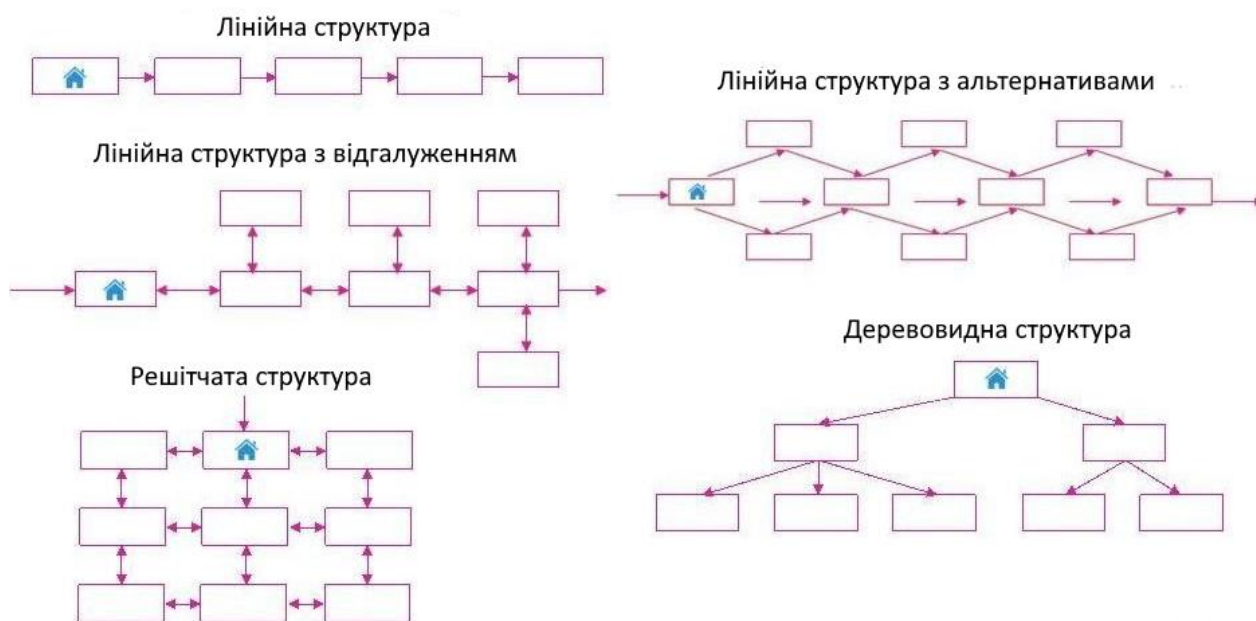 Лінійна структура
Лінійна структура з альтернативами ...
Лінійна структура з відгалуженням
Деревовидна структура
Решітчата структура